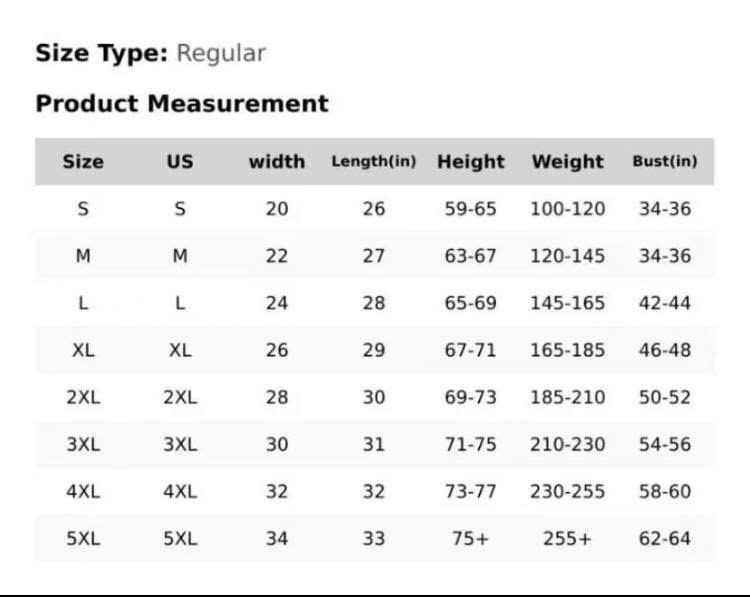 Size Type: Regular
Product Measurement
Size US width Length(in) Height Weight Bust(in)
S S 20 26 59-65 100-120 34-36
M M 22 27 63-67 120-145 34-36
L L 24 28 65-69 145-165 42-44
XL XL 26 29 67-71 165-185 46-48
2XL 2XL 28 30 69-73 185-210 50-52
3XL 3XL 30 31 71-75 210-230 54-56
4XL 4XL 32 32 73-77 230-255 58-60
5XL 5XL 34 33 75+ 255+ 62-64